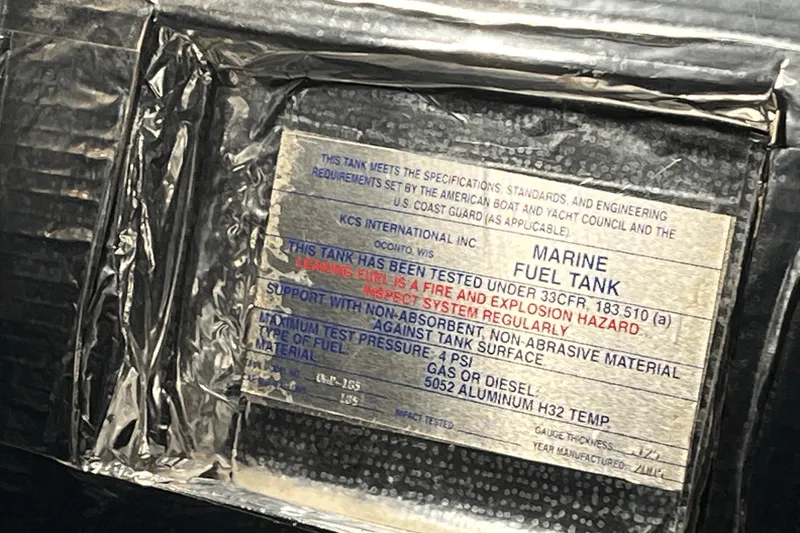 THIS TANK MEETS THE SPECIFICATIONS, STANDARDS, AND ENGINEERING
REQUIREMENTS SET BY THE AMERICAN BOAT AND YACHT COUNCIL AND THE
U.S. COAST GUARD (AS APPLICABLE).
KCS INTERNATIONAL INC.
OCONTO, WIS
MARINE
FUEL TANK
THIS TANK HAS BEEN TESTED UNDER 33CFR, 183,510 (a)
LEAKING FUEL IS A FIRE AND EXPLOSION HAZARD
INSPECT SYSTEM REGULARLY
SUPPORT WITH NON-ABSORBENT, NON-ABRASIVE MATERIAL
AGAINST TANK SURFACE
MAXIMUM TEST PRESSURE: 4 PSI
TYPE OF FUEL: GAS OR DIESEL:
MATERIAL 5052 ALUMINUM H32 TEMP.
185
IMPACT TESTED
GAUGE THICKNESS
YEAR MANUFACTURED: